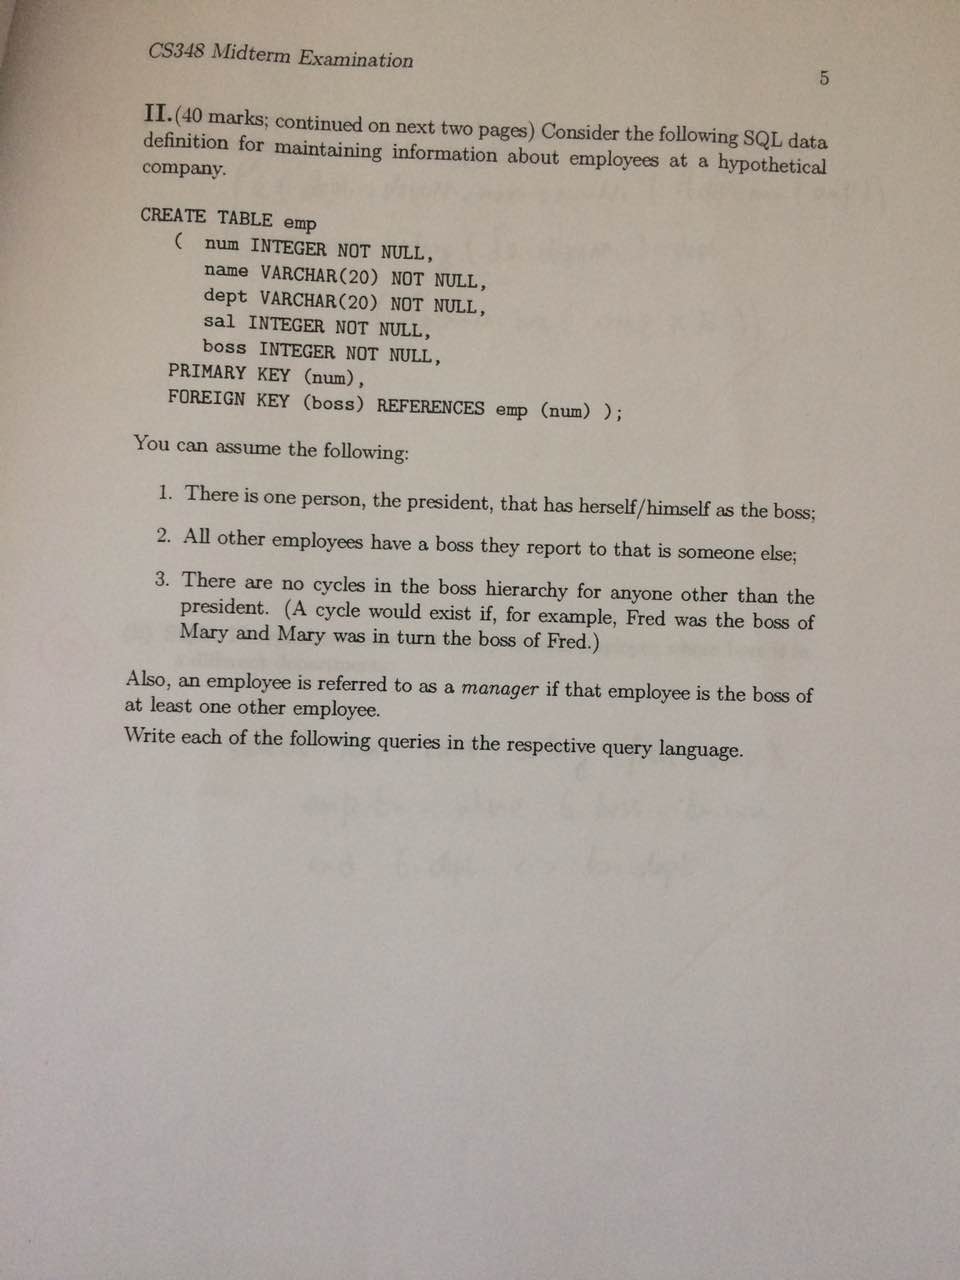 CS348 Midterm Examination
5
II.(40 marks; continued on next two pages) Consider the following SQL data
definition for maintaining information about employees at a hypothetical
company.
CREATE TABLE emp
( num INTEGER NOT NULL,
name VARCHAR(20) NOT NULL,
dept VARCHAR(20) NOT NULL,
sal INTEGER NOT NULL,
boss INTEGER NOT NULL,
PRIMARY KEY (num),
FOREIGN KEY (boss) REFERENCES emp (num) );
You can assume the following:
1. There is one person, the president, that has herself/himself as the boss;
2. All other employees have a boss they report to that is someone else;
3. There are no cycles in the boss hierarchy for anyone other than the
president. (A cycle would exist if, for example, Fred was the boss of
Mary and Mary was in turn the boss of Fred.)
Also, an employee is referred to as a manager if that employee is the boss of
at least one other employee.
Write each of the following queries in the respective query language.